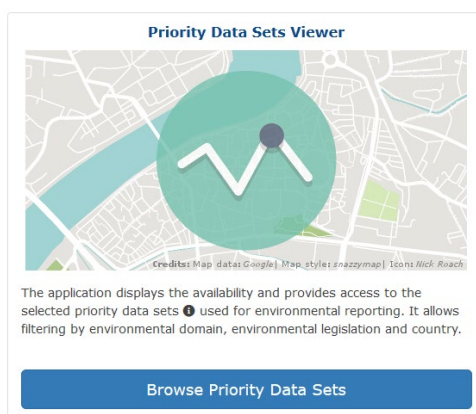 Priority Data Sets Viewer
Credits: Map data: Google| Map style: snazzymap| Icon: Nick Roach
The application displays the availability and provides access to the
selected priority data sets i used for environmental reporting. It allows
filtering by environmental domain, environmental legislation and country.
Browse Priority Data Sets